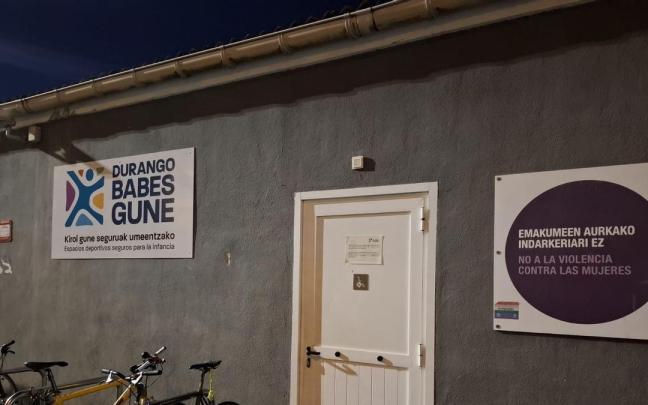 DURANGO
BABES
GUNE
Kirol gune seguruak umeentzako
Espacios deportivos seguros para la infancia
EMAKUMEEN AURKAKO
INDARKERIARI EZ
NO A LA VIOLENCIA
CONTRA LAS MUJERES